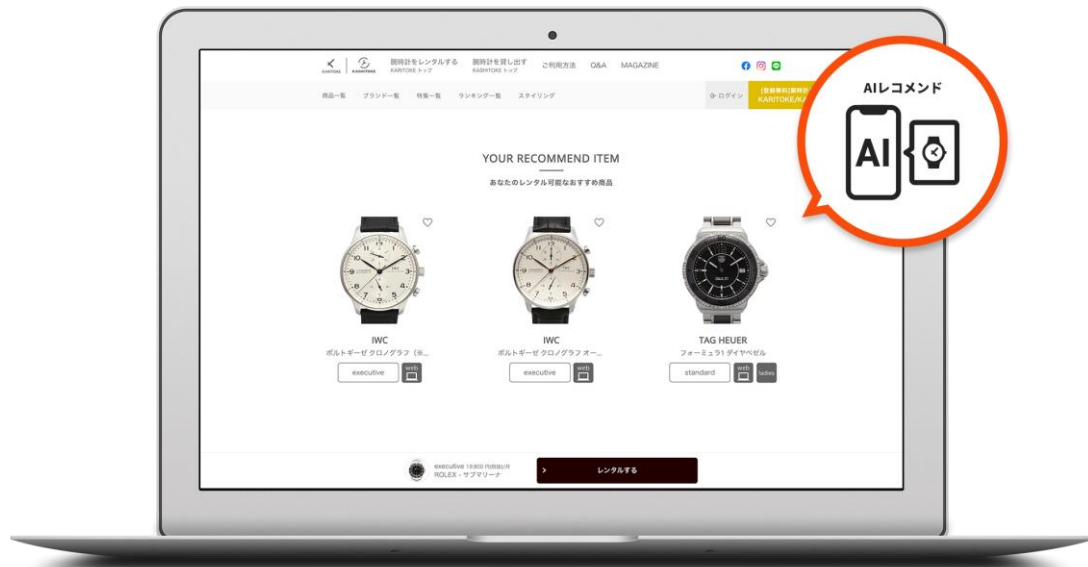 KARITOKE
KASHITOKE
腕時計をレンタルする
KARITOKE トップ
腕時計を貸し出す
KASHITOKE トップ
ご利用方法
Q&A
MAGAZINE
商品一覧
ブランド一覧
特集一覧
ランキング一覧
スタイリング
ログイン
KARITOKE/KA
AIレコメンド
AI
YOUR RECOMMEND ITEM
あなたのレンタル可能なおすすめ商品
IWC
ポルトギーゼ クロノグラフ (※...
executive
web
IWC
ポルトギーゼ クロノグラフ オー...
executive
web
TAG HEUER
フォーミュラ1 ダイヤベゼル
standard
web
ladies
executive
ROLEX - サブマリーナ
レンタルする